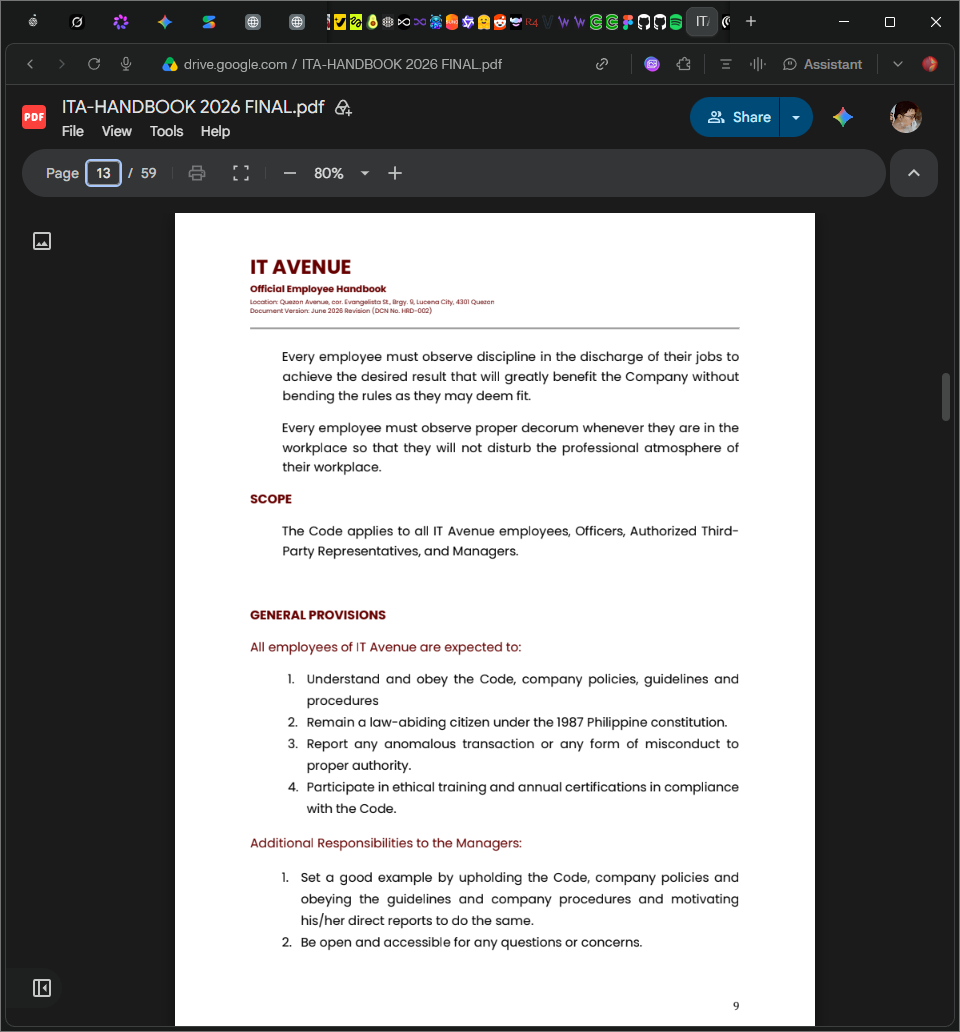 drive.google.com / ITA-HANDBOOK 2026 FINAL.pdf
Assistant
PDF
ITA-HANDBOOK 2026 FINAL.pdf
File View Tools Help
Share
Page 13 / 59
80%
IT AVENUE
Official Employee Handbook
Location: Quezon Avenue, cor. Evangelista St., Brgy. 9, Lucena City, 4301 Quezon
Document Version: June 2026 Revision (DCN No. HRD-002)
Every employee must observe discipline in the discharge of their jobs to
achieve the desired result that will greatly benefit the Company without
bending the rules as they may deem fit.
Every employee must observe proper decorum whenever they are in the
workplace so that they will not disturb the professional atmosphere of
their workplace.
SCOPE
The Code applies to all IT Avenue employees, Officers, Authorized Third-
Party Representatives, and Managers.
GENERAL PROVISIONS
All employees of IT Avenue are expected to:
1. Understand and obey the Code, company policies, guidelines and
procedures
2. Remain a law-abiding citizen under the 1987 Philippine constitution.
3. Report any anomalous transaction or any form of misconduct to
proper authority.
4. Participate in ethical training and annual certifications in compliance
with the Code.
Additional Responsibilities to the Managers:
1. Set a good example by upholding the Code, company policies and
obeying the guidelines and company procedures and motivating
his/her direct reports to do the same.
2. Be open and accessible for any questions or concerns.
9